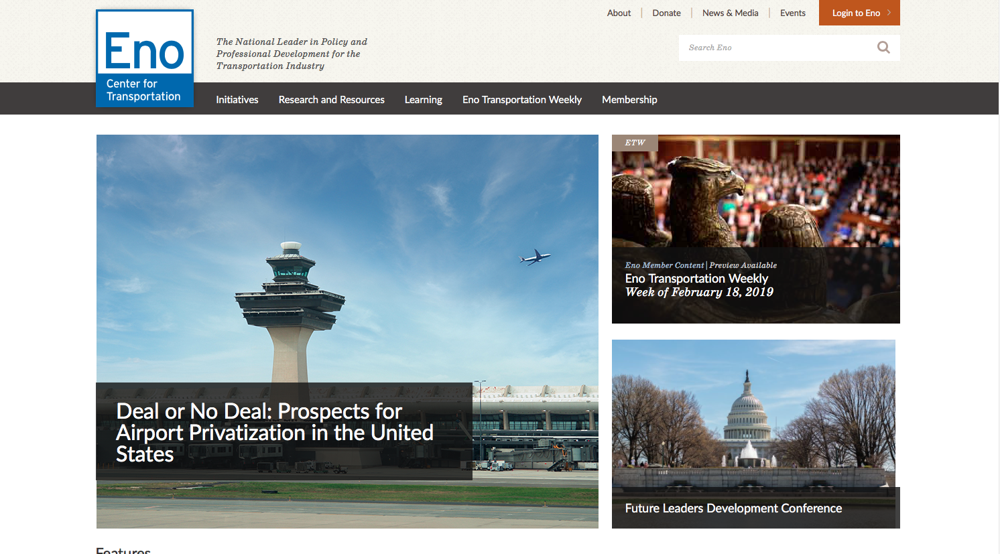 About
Donate
News & Media
Events
Login to Eno
Eno
Center for
Transportation
The National Leader in Policy and
Professional Development for the
Transportation Industry
Search Eno
Initiatives
Research and Resources
Learning
Eno Transportation Weekly
Membership
Deal or No Deal: Prospects for
Airport Privatization in the United
States
ETW
Eno Member Content | Preview Available
Eno Transportation Weekly
Week of February 18, 2019
Future Leaders Development Conference
Features